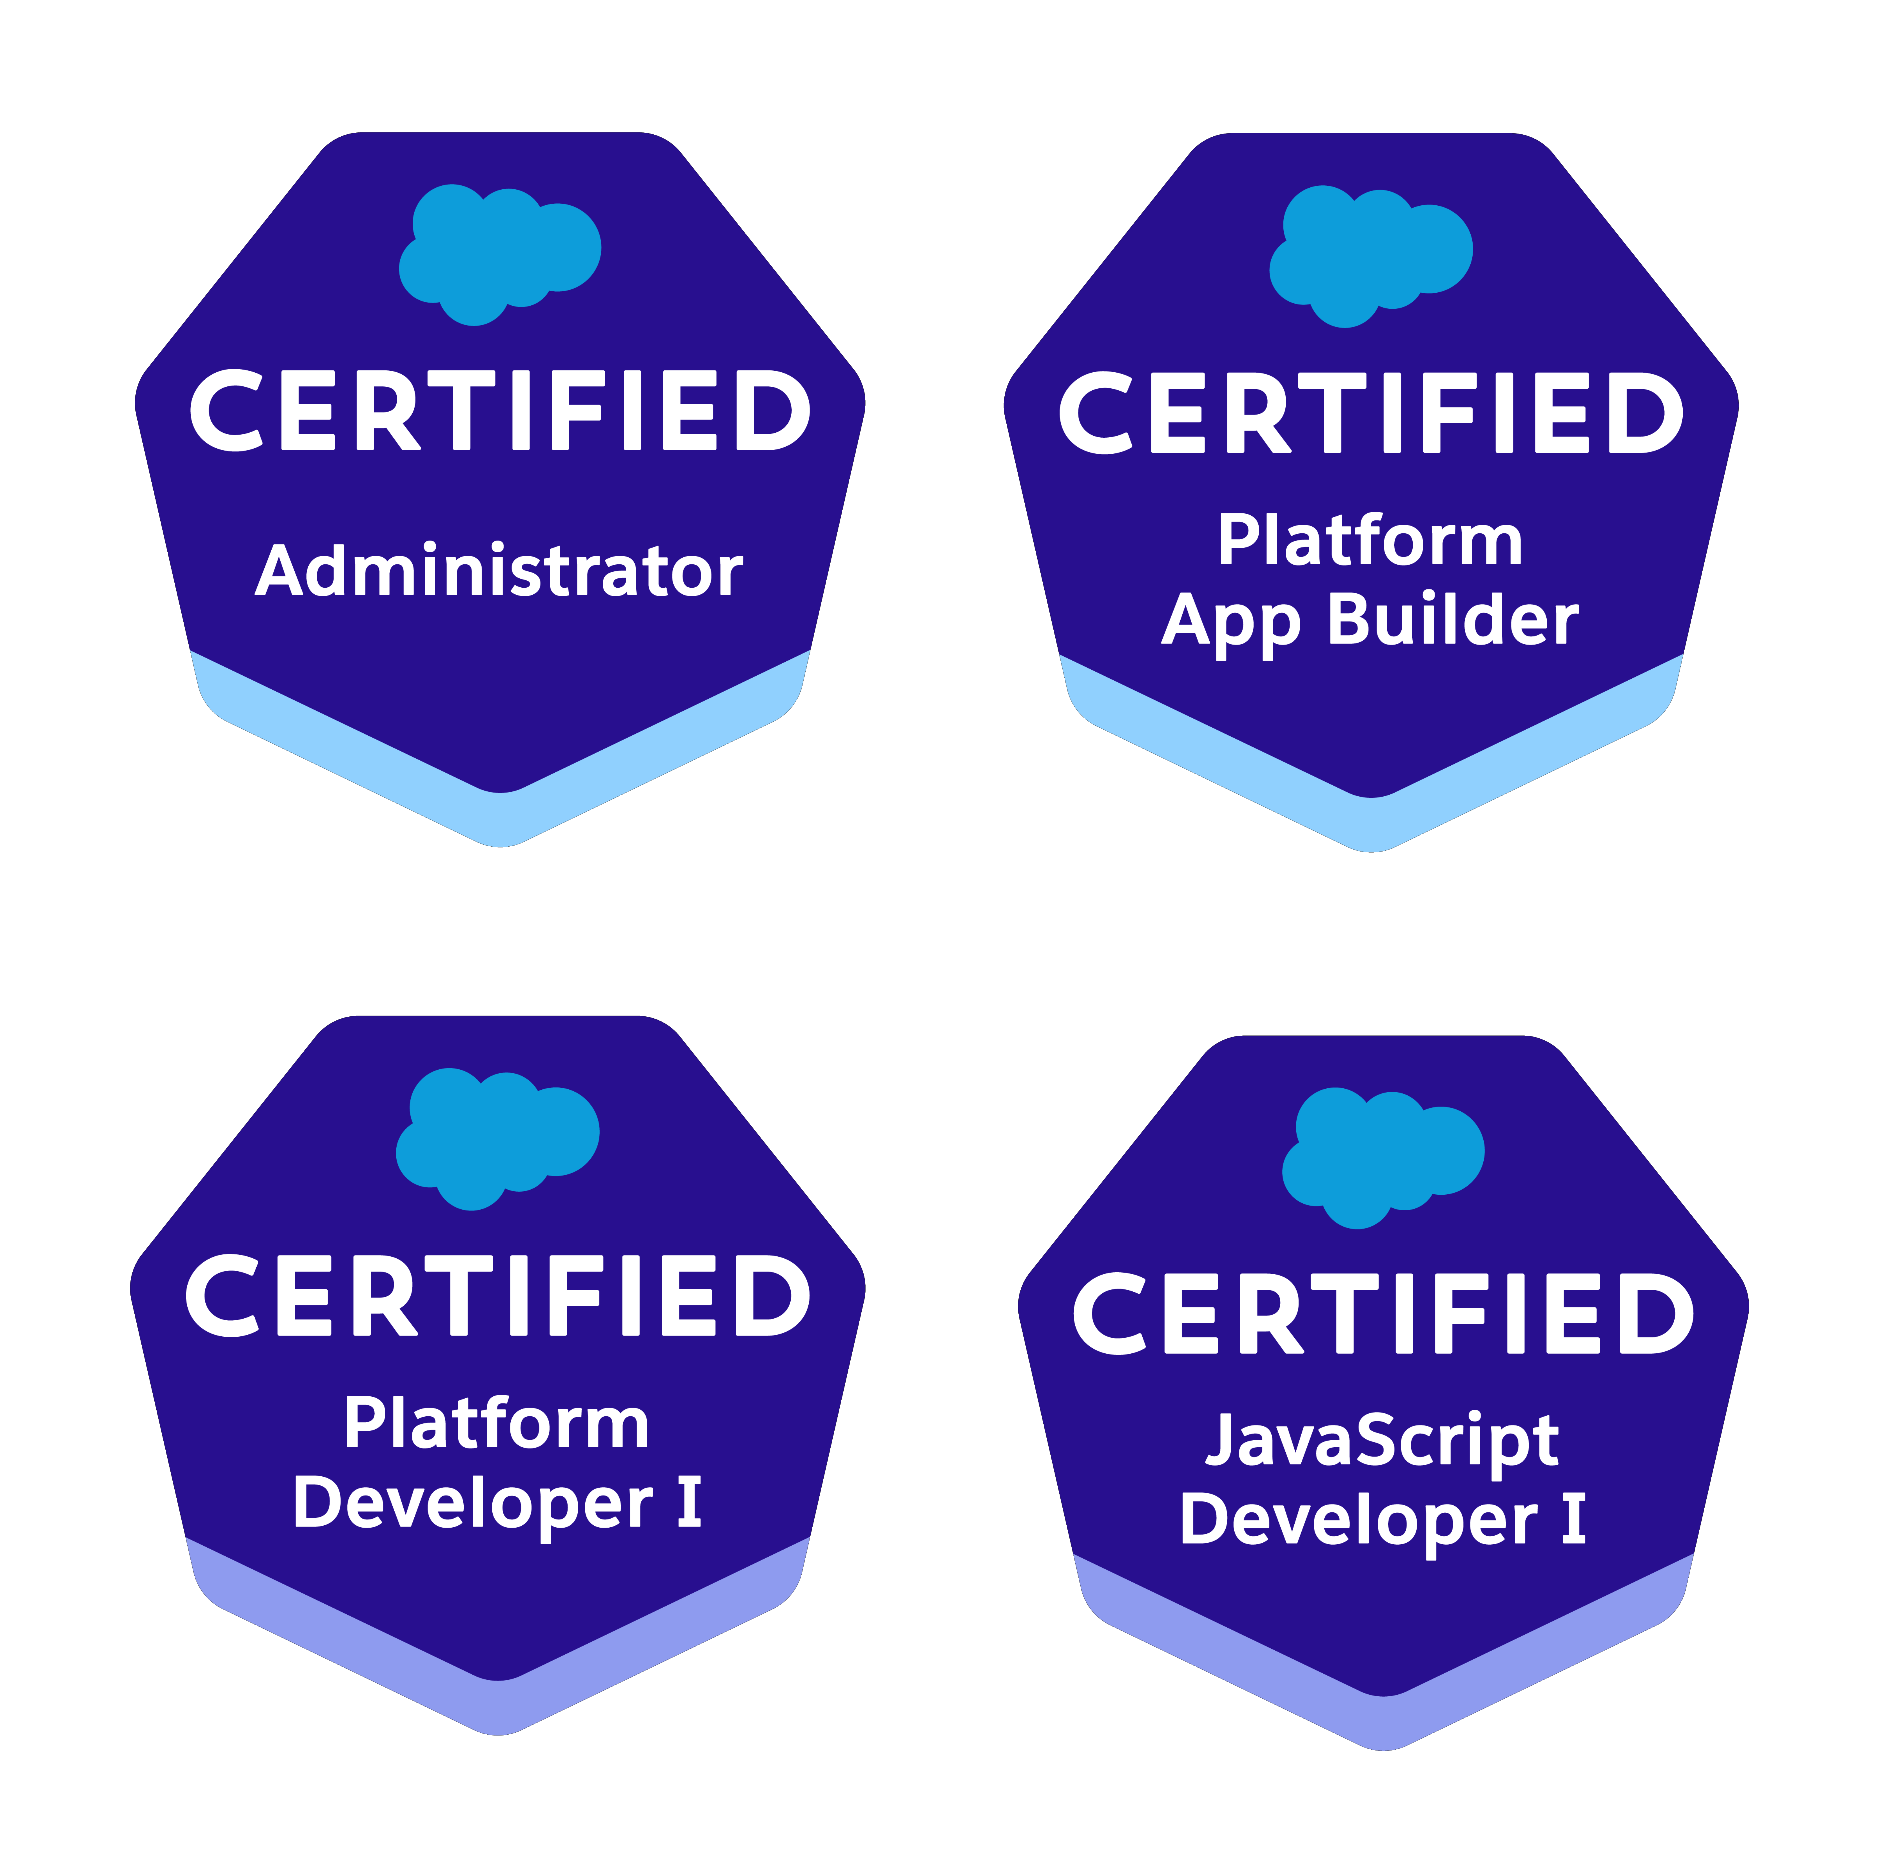 CERTIFIED
Administrator
CERTIFIED
Platform
App Builder
CERTIFIED
Platform
Developer I
CERTIFIED
JavaScript
Developer I